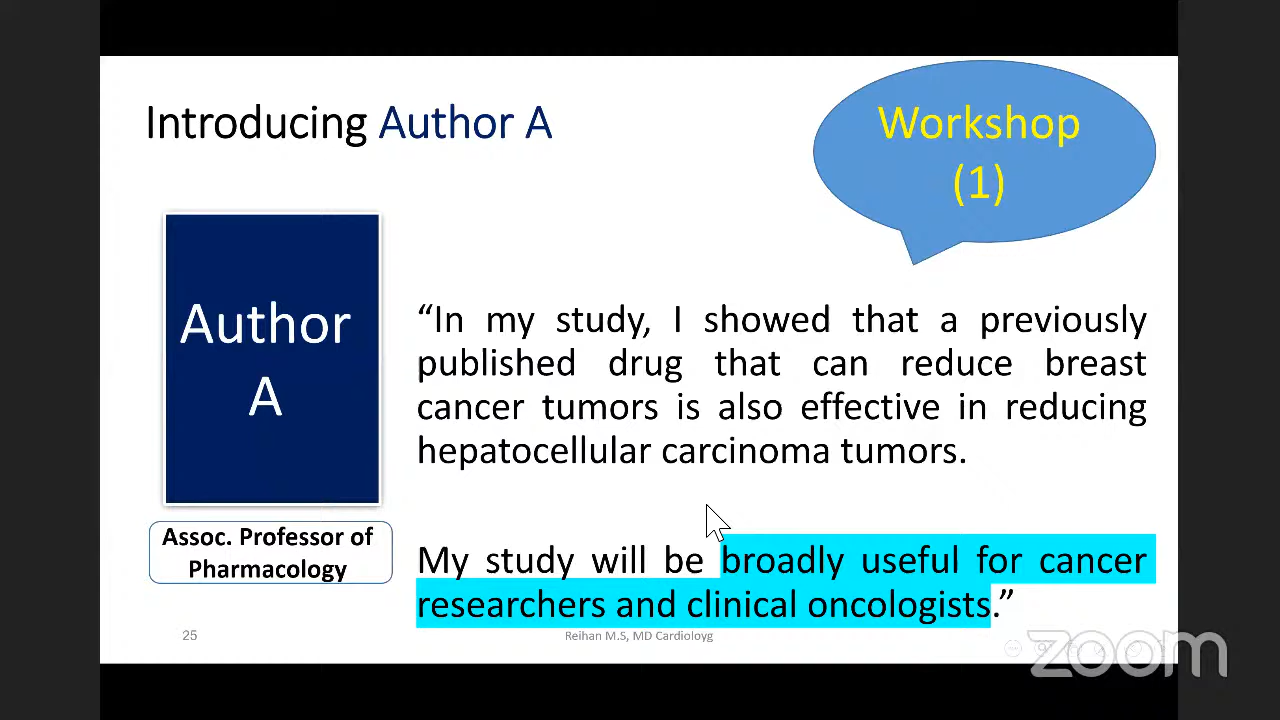 Introducing Author A
Workshop
(1)
Author
A
Assoc. Professor of
Pharmacology
“In my study, I showed that a previously
published drug that can reduce breast
cancer tumors is also effective in reducing
hepatocellular carcinoma tumors.
My study will be broadly useful for cancer
researchers and clinical oncologists.”
25
Reihan M.S, MD Cardioloyg
zoom